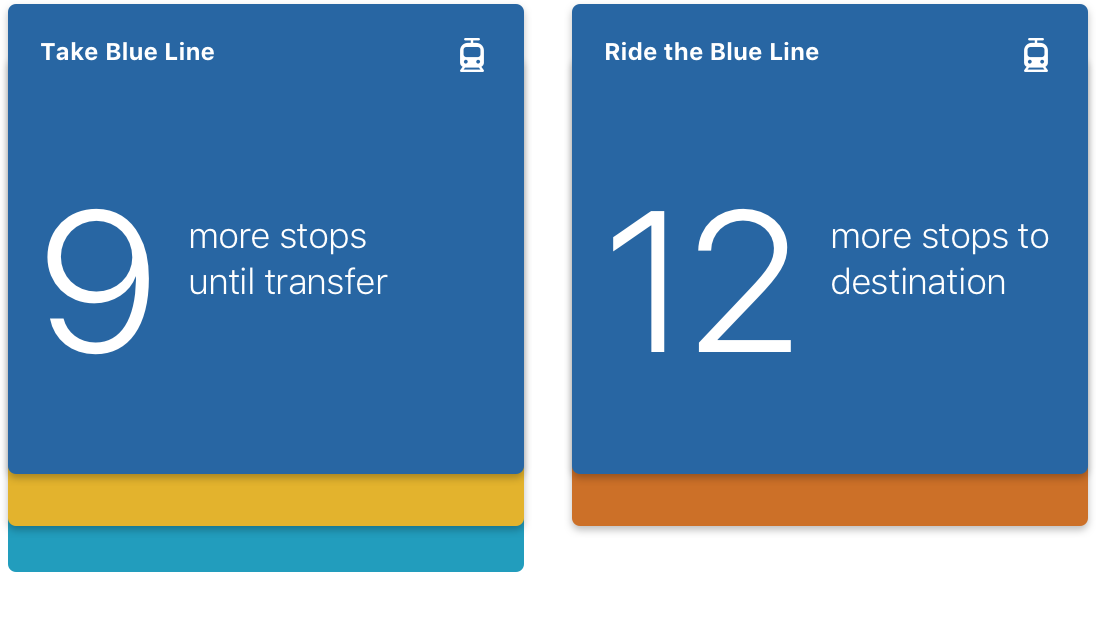 Take Blue Line
9
more stops
until transfer
Ride the Blue Line
12
more stops to
destination